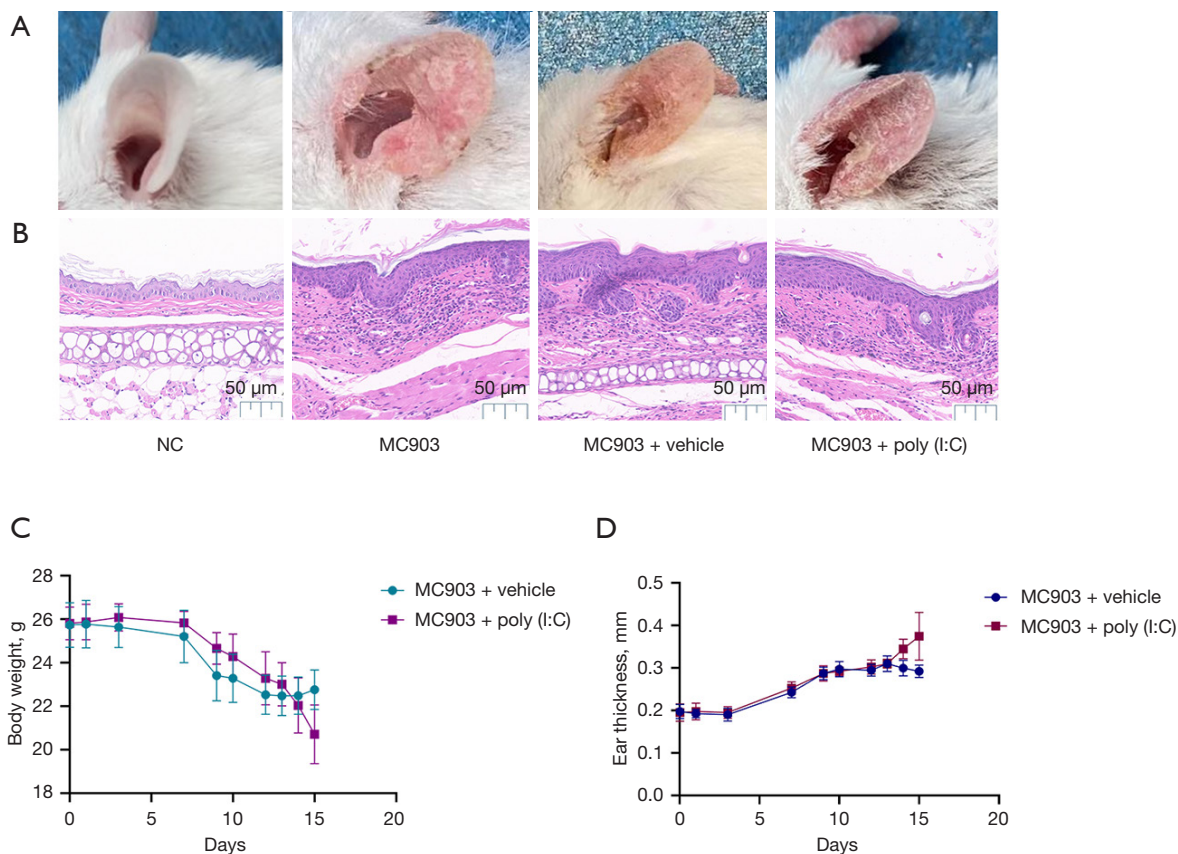 A
B
50 µm
50 µm
50 µm
50 µm
NC
MC903
MC903 + vehicle
MC903 + poly (I:C)
C
28
26
24
22
20
18
Body weight, g
0
5
10
15
20
Days
MC903 + vehicle
MC903 + poly (I:C)
D
0.5
0.4
0.3
0.2
0.1
0.0
Ear thickness, mm
0
5
10
15
20
Days
MC903 + vehicle
MC903 + poly (I:C)